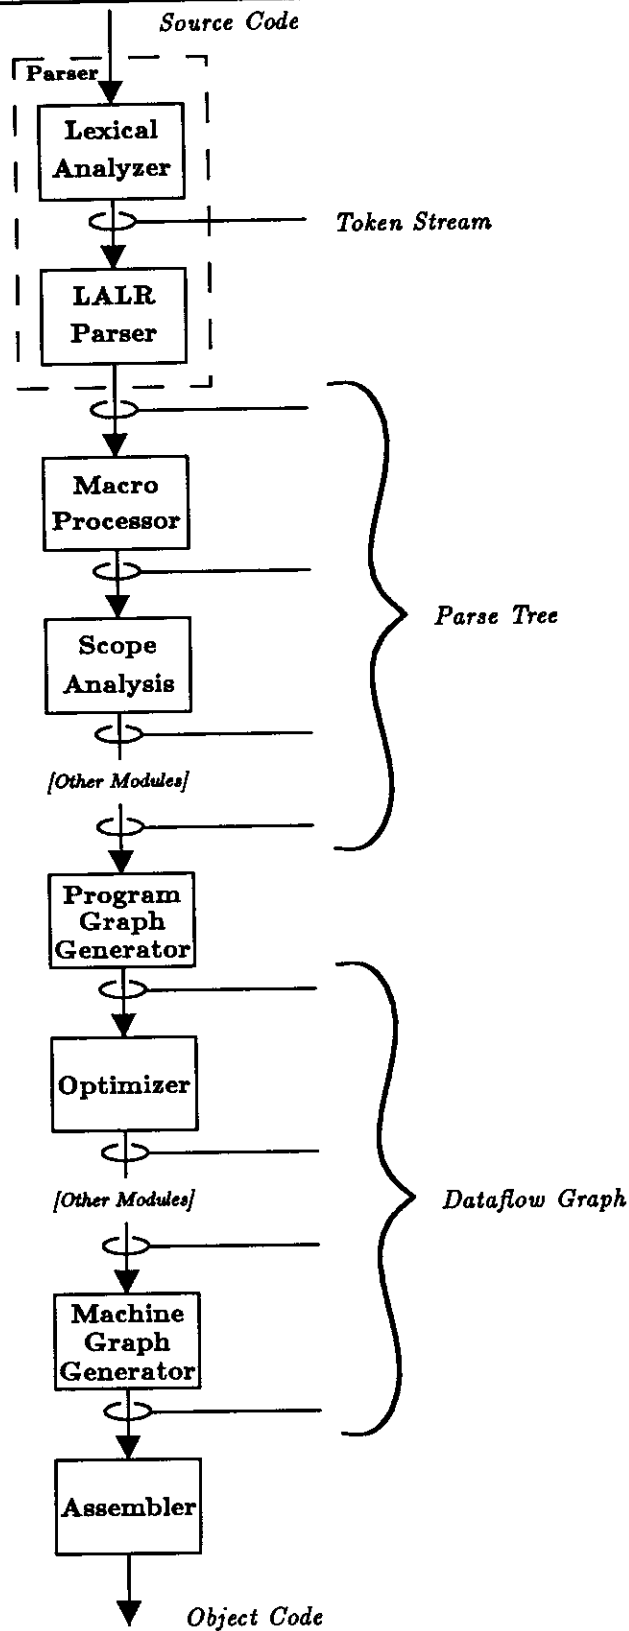 Source Code
Parser
Lexical
Analyzer
Token Stream
LALR
Parser
Macro
Processor
Parse Tree
Scope
Analysis
[Other Modules]
Program
Graph
Generator
Optimizer
[Other Modules]
Dataflow Graph
Machine
Graph
Generator
Assembler
Object Code